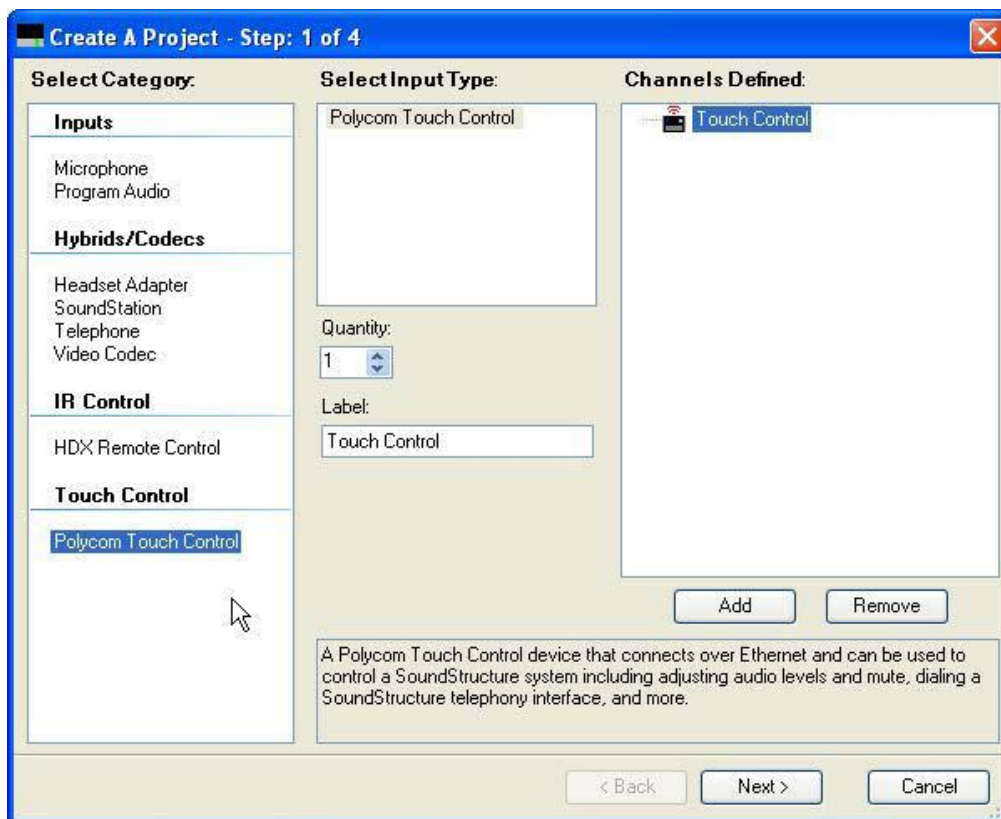 Create A Project - Step: 1 of 4
Select Category:
Inputs
Microphone
Program Audio
Hybrids/Codecs
Headset Adapter
SoundStation
Telephone
Video Codec
IR Control
HDX Remote Control
Touch Control
Polycom Touch Control
Select Input Type:
Polycom Touch Control
Quantity:
1
Label:
Touch Control
Channels Defined:
Touch Control
Add
Remove
A Polycom Touch Control device that connects over Ethernet and can be used to
control a SoundStructure system including adjusting audio levels and mute, dialing a
SoundStructure telephony interface, and more.
< Back
Next >
Cancel